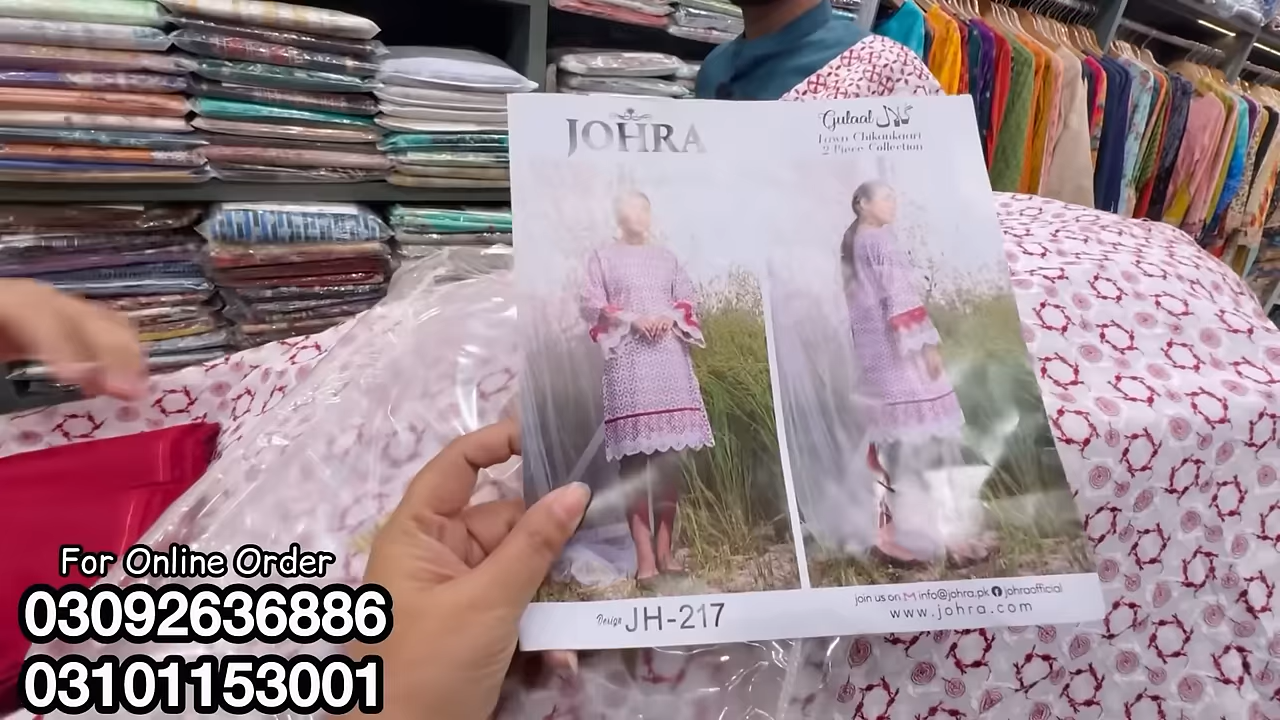 JOHRA
Gulaal گلال
Lawn Chikankaari
2 Piece Collection
Design JH-217
join us on info@johra.pk johraofficial
www.johra.com
For Online Order
03092636886
03101153001